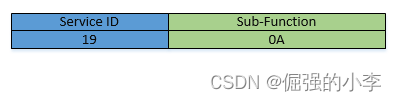 Service ID Sub-Function
19 0A
CSDN @倔强的小李